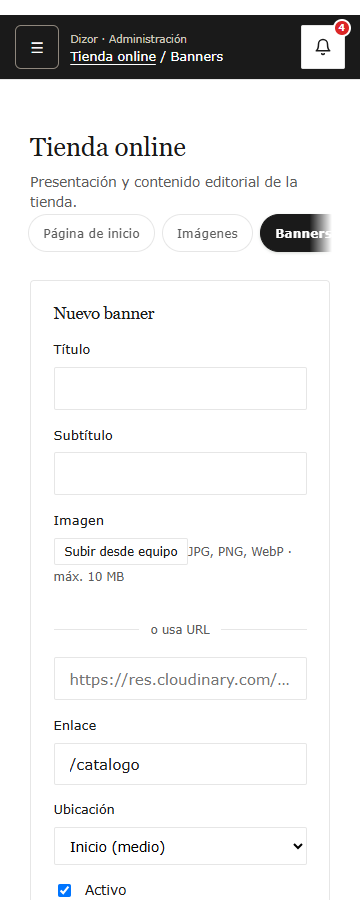 ☰
Dizor · Administración
Tienda online / Banners
4
Tienda online
Presentación y contenido editorial de la
tienda.
Página de inicio
Imágenes
Banners
Nuevo banner
Título
Subtítulo
Imagen
Subir desde equipo JPG, PNG, WebP ·
máx. 10 MB
o usa URL
https://res.cloudinary.com/...
Enlace
/catalogo
Ubicación
Inicio (medio)
Activo